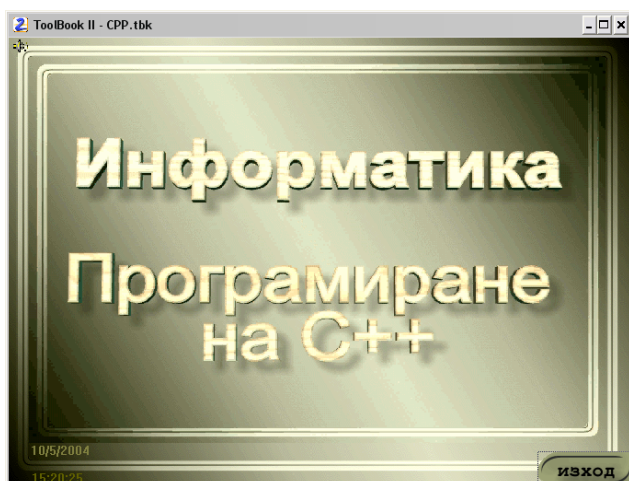 ToolBook II - CPP.tbk
Информатика
Програмиране
на C++
10/5/2004
15:20:25
изход